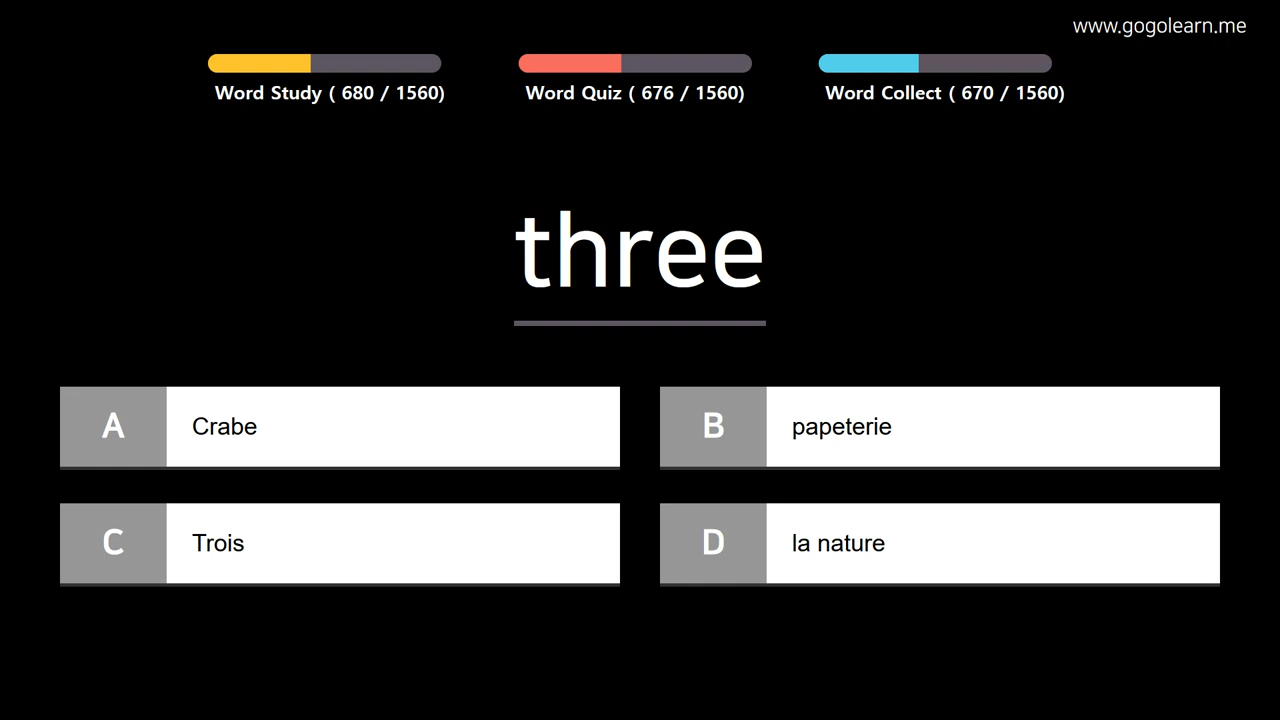 www.gogolearn.me
Word Study ( 680 / 1560)
Word Quiz ( 676 / 1560)
Word Collect ( 670 / 1560)
three
A
Crabe
B
papeterie
C
Trois
D
la nature